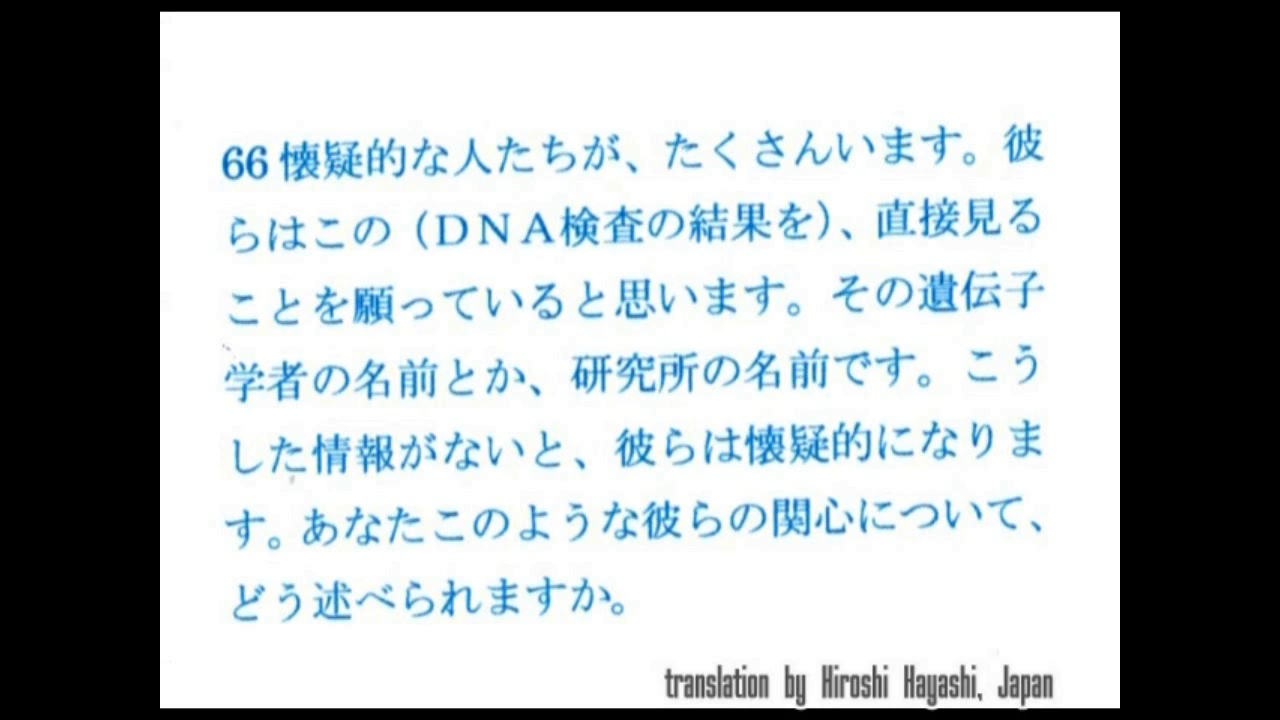 66懐疑的な人たちが、たくさんいます。彼
らはこの（ＤＮＡ検査の結果を）、直接見る
ことを願っていると思います。その遺伝子
学者の名前とか、研究所の名前です。こう
した情報がないと、彼らは懐疑的になりま
す。あなたこのような彼らの関心について、
どう述べられますか。
translation by Hiroshi Hayashi, Japan